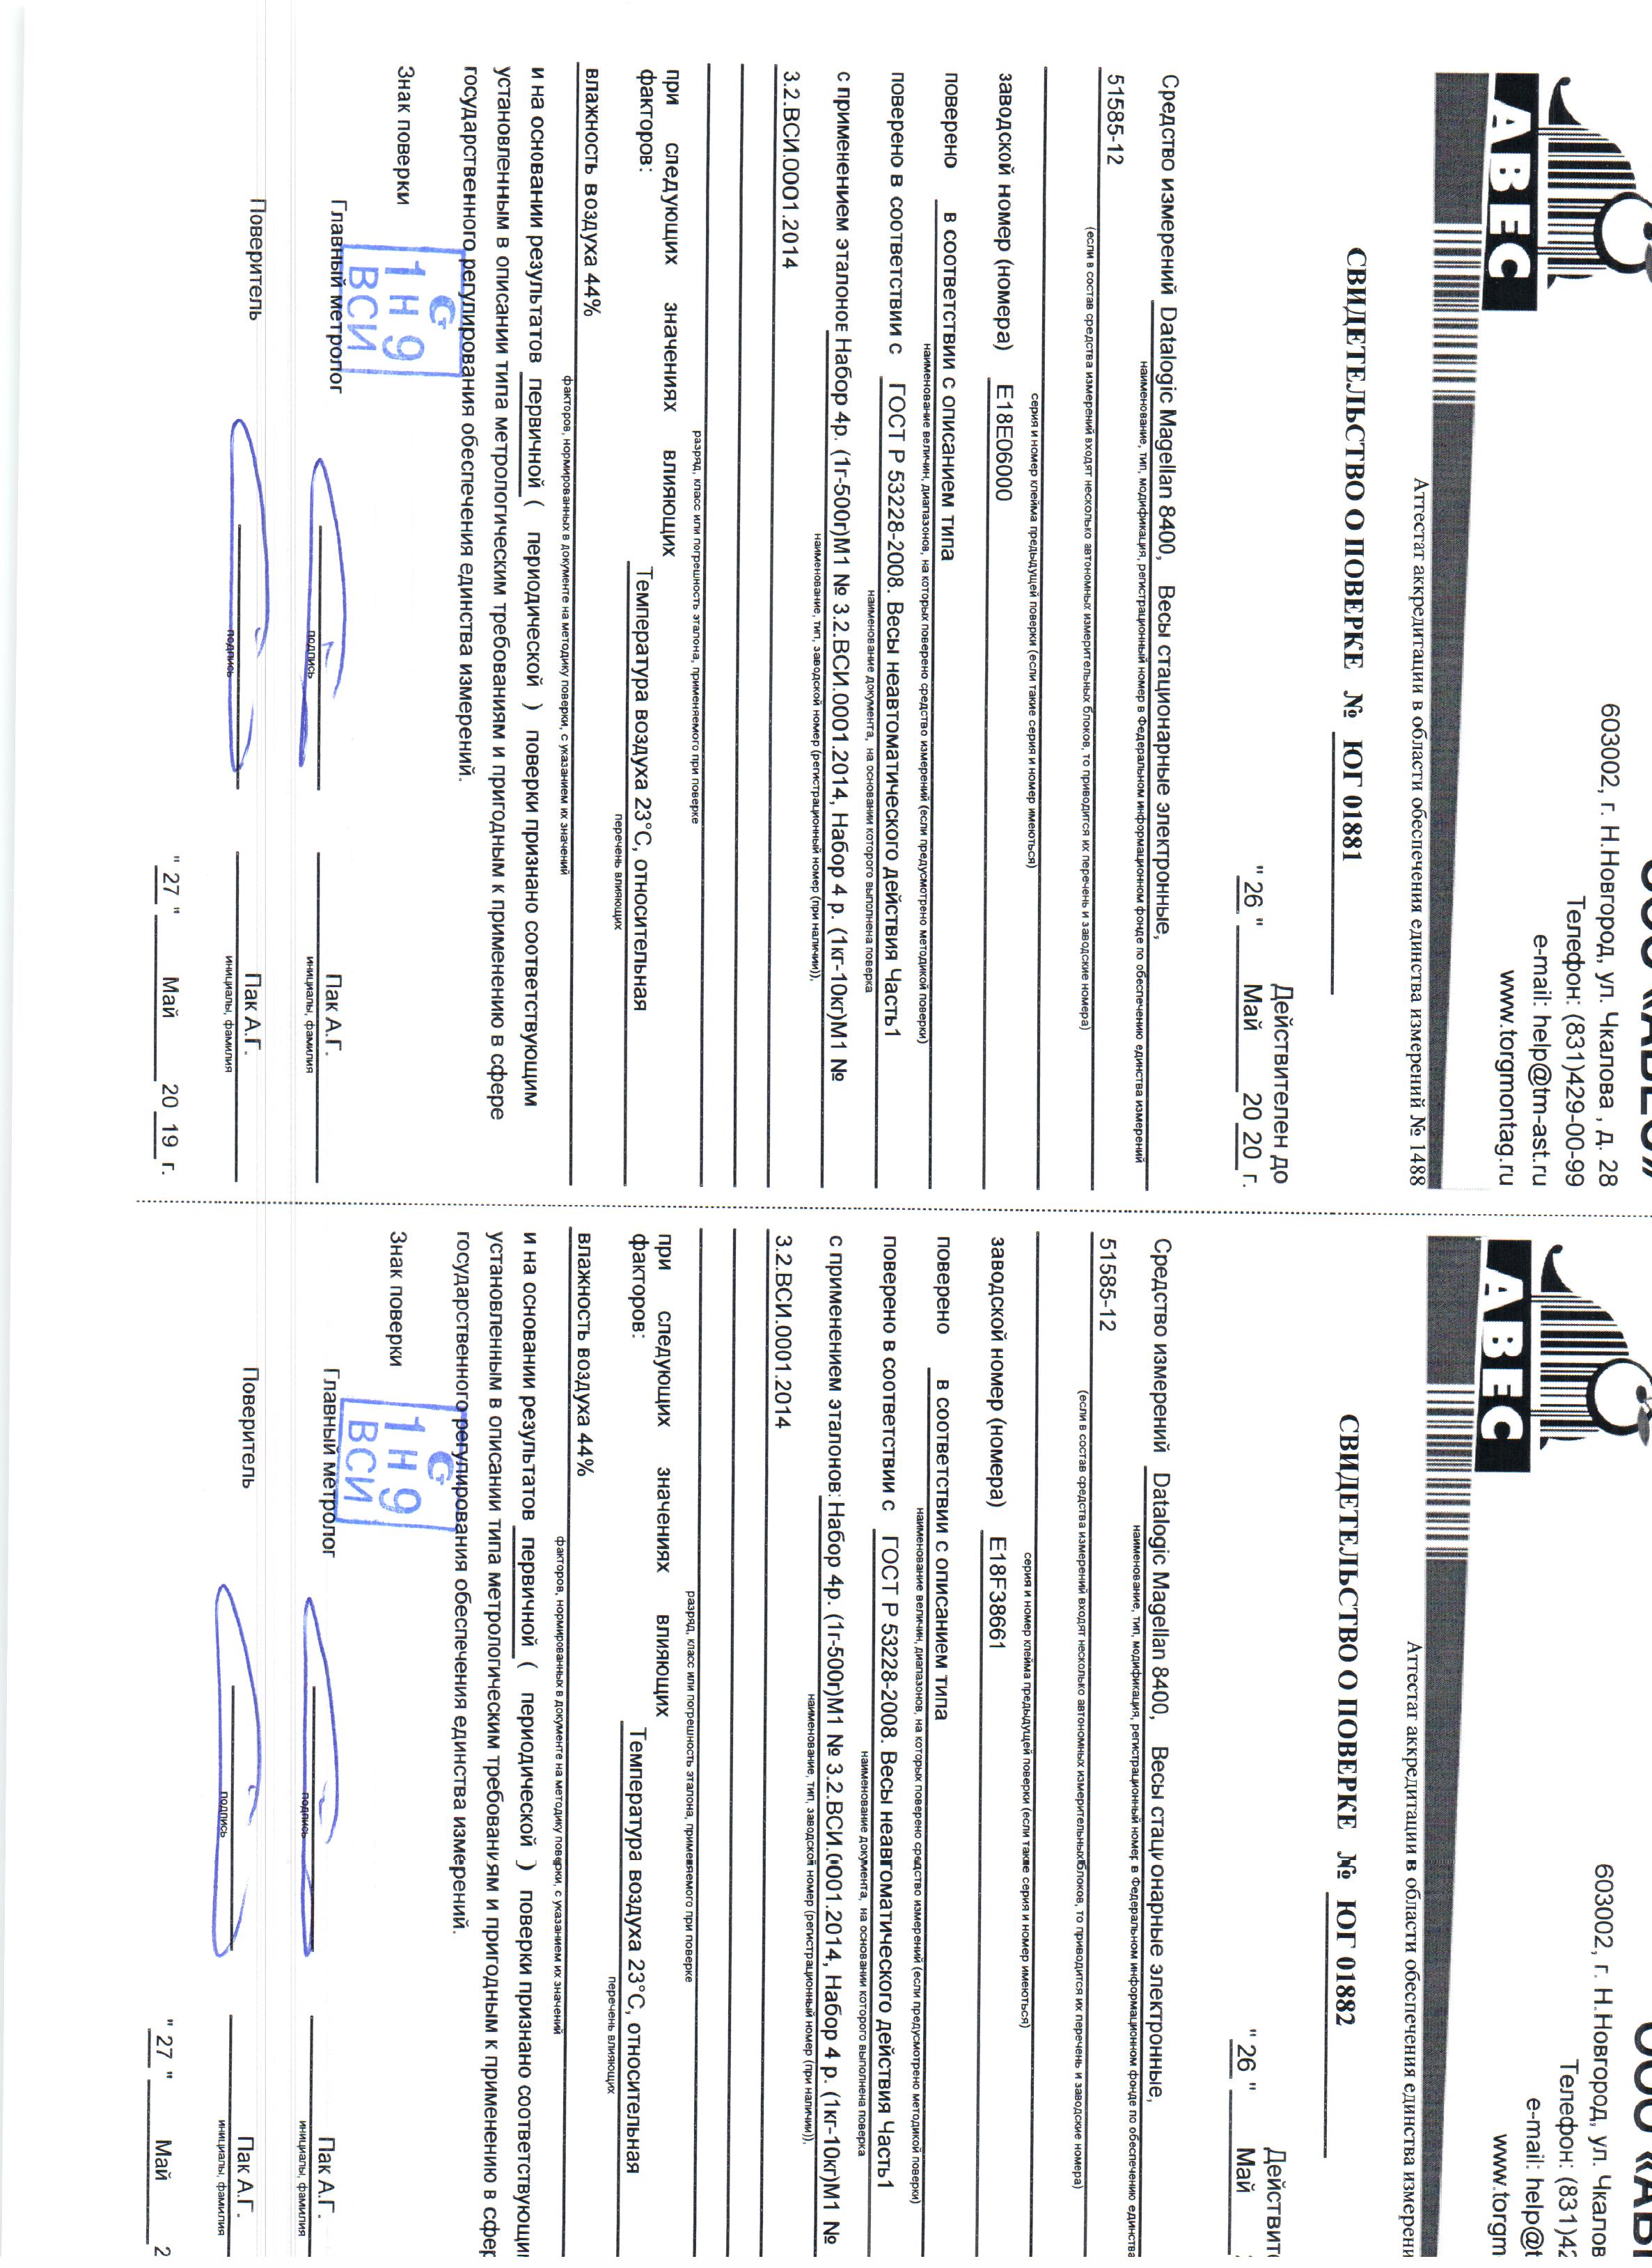 АВЕС
603002, г. Н.Новгород, ул. Чкалова , д. 28
Телефон: (831)429-00-99
e-mail: help@tm-ast.ru
www.torgmontag.ru
Аттестат аккредитации в области обеспечения единства измерений № 1488
СВИДЕТЕЛЬСТВО О ПОВЕРКЕ № ЮГ 01881
Действителен до
" 26 " Май 20 20 г.
Средство измерений Datalogic Magellan 8400, Весы стационарные электронные,
наименование, тип, модификация, регистрационный номер в Федеральном информационном фонде по обеспечению единства измерений
51585-12
(если в состав средства измерений входят несколько автономных измерительных блоков, то приводится их перечень и заводские номера)
серия и номер клейма предыдущей поверки (если такие серия и номер имеются)
заводской номер (номера) E18E06000
поверено в соответствии с описанием типа
наименование величин, диапазонов, на которых поверено средство измерений (если предусмотрено методикой поверки)
поверено в соответствии с ГОСТ Р 53228-2008. Весы неавтоматического действия Часть1
наименование документа, на основании которого выполнена поверка
с применением эталоно Набор 4р. (1г-500г)М1 № 3.2.ВСИ.0001.2014, Набор 4 р. (1кг-10кг)М1 №
наименование, тип, заводской номер (регистрационный номер (при наличии)),
3.2.ВСИ.0001.2014
разряд, класс или погрешность эталона, применяемого при поверке
при следующих значениях влияющих
факторов: Температура воздуха 23°С, относительная
перечень влияющих
влажность воздуха 44%
факторов, нормированных в документе на методику поверки, с указанием их значений
и на основании результатов первичной ( периодической ) поверки признано соответствующим
установленным в описании типа метрологическим требованиям и пригодным к применению в сфере
государственного регулирования обеспечения единства измерений.
Знак поверки
G
1 н 9
ВСИ
Главный метролог Пак А.Г.
подпись инициалы, фамилия
Поверитель Пак А.Г.
подпись инициалы, фамилия
" 27 " Май 20 19 г.
АВЕС
603002, г. Н.Новгород, ул. Чкалов
Телефон: (831)42
e-mail: help@t
www.torgm
Аттестат аккредитации в области обеспечения единства измерени
СВИДЕТЕЛЬСТВО О ПОВЕРКЕ № ЮГ 01882
Действите
" 26 " Май
Средство измерений Datalogic Magellan 8400, Весы стационарные электронные,
наименование, тип, модификация, регистрационный номер в Федеральном информационном фонде по обеспечению единства
51585-12
(если в состав средства измерений входят несколько автономных измерительных блоков, то приводится их перечень и заводские номера)
серия и номер клейма предыдущей поверки (если такие серия и номер имеются)
заводской номер (номера) E18F38661
поверено в соответствии с описанием типа
наименование величин, диапазонов, на которых поверено средство измерений (если предусмотрено методикой поверки)
поверено в соответствии с ГОСТ Р 53228-2008. Весы неавтоматического действия Часть1
наименование документа, на основании которого выполнена поверка
с применением эталонов: Набор 4р. (1г-500г)М1 № 3.2.ВСИ.0001.2014, Набор 4 р. (1кг-10кг)М1 №
наименование, тип, заводской номер (регистрационный номер (при наличии)),
3.2.ВСИ.0001.2014
разряд, класс или погрешность эталона, применяемого при поверке
при следующих значениях влияющих
факторов: Температура воздуха 23°С, относительная
перечень влияющих
влажность воздуха 44%
факторов, нормированных в документе на методику поверки, с указанием их значений
и на основании результатов первичной ( периодической ) поверки признано соответствующи
установленным в описании типа метрологическим требованиям и пригодным к применению в сфер
государственного регулирования обеспечения единства измерений.
Знак поверки
G
1 н 9
ВСИ
Главный метролог Пак А.Г.
подпись инициалы, фамилия
Поверитель Пак А.Г.
подпись инициалы, фамилия
" 27 " Май 2